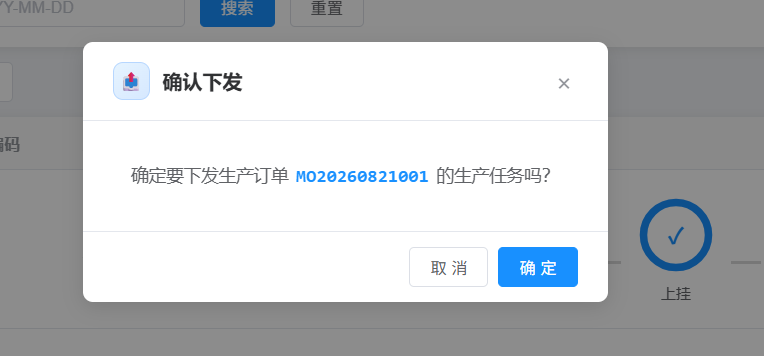 YY-MM-DD
搜索
重置
编码
确认下发
确定要下发生产订单 MO20260821001 的生产任务吗?
取 消
确 定
上挂